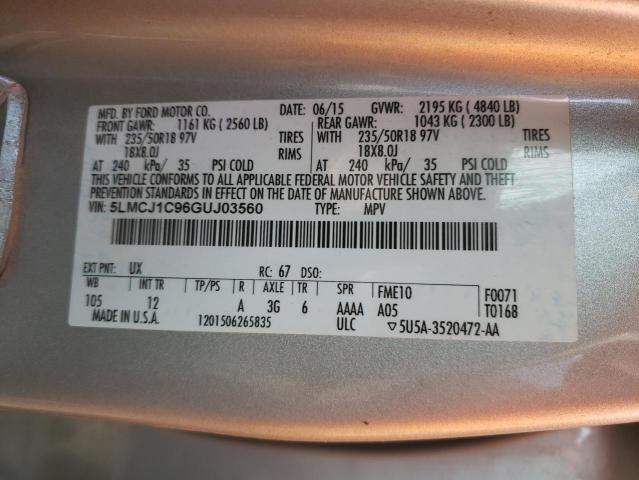 MFD. BY FORD MOTOR CO. DATE: 06/15 GVWR: 2195 KG ( 4840 LB)
FRONT GAWR: 1161 KG ( 2560 LB) REAR GAWR: 1043 KG ( 2300 LB)
WITH 235/50R18 97V TIRES WITH 235/50R18 97V TIRES
18X8.0J RIMS 18X8.0J RIMS
AT 240 kPa/ 35 PSI COLD AT 240 kPa/ 35 PSI COLD
THIS VEHICLE CONFORMS TO ALL APPLICABLE FEDERAL MOTOR VEHICLE SAFETY AND THEFT
PREVENTION STANDARDS IN EFFECT ON THE DATE OF MANUFACTURE SHOWN ABOVE.
VIN: 5LMCJ1C96GUJ03560 TYPE: MPV
EXT PNT: UX RC: 67 DSO:
WB INT TR TP/PS R AXLE TR SPR FME10 F0071
105 12 A 3G 6 AAAA A05 T0168
MADE IN U.S.A. 1201506265835 ULC ▽5U5A-3520472-AA